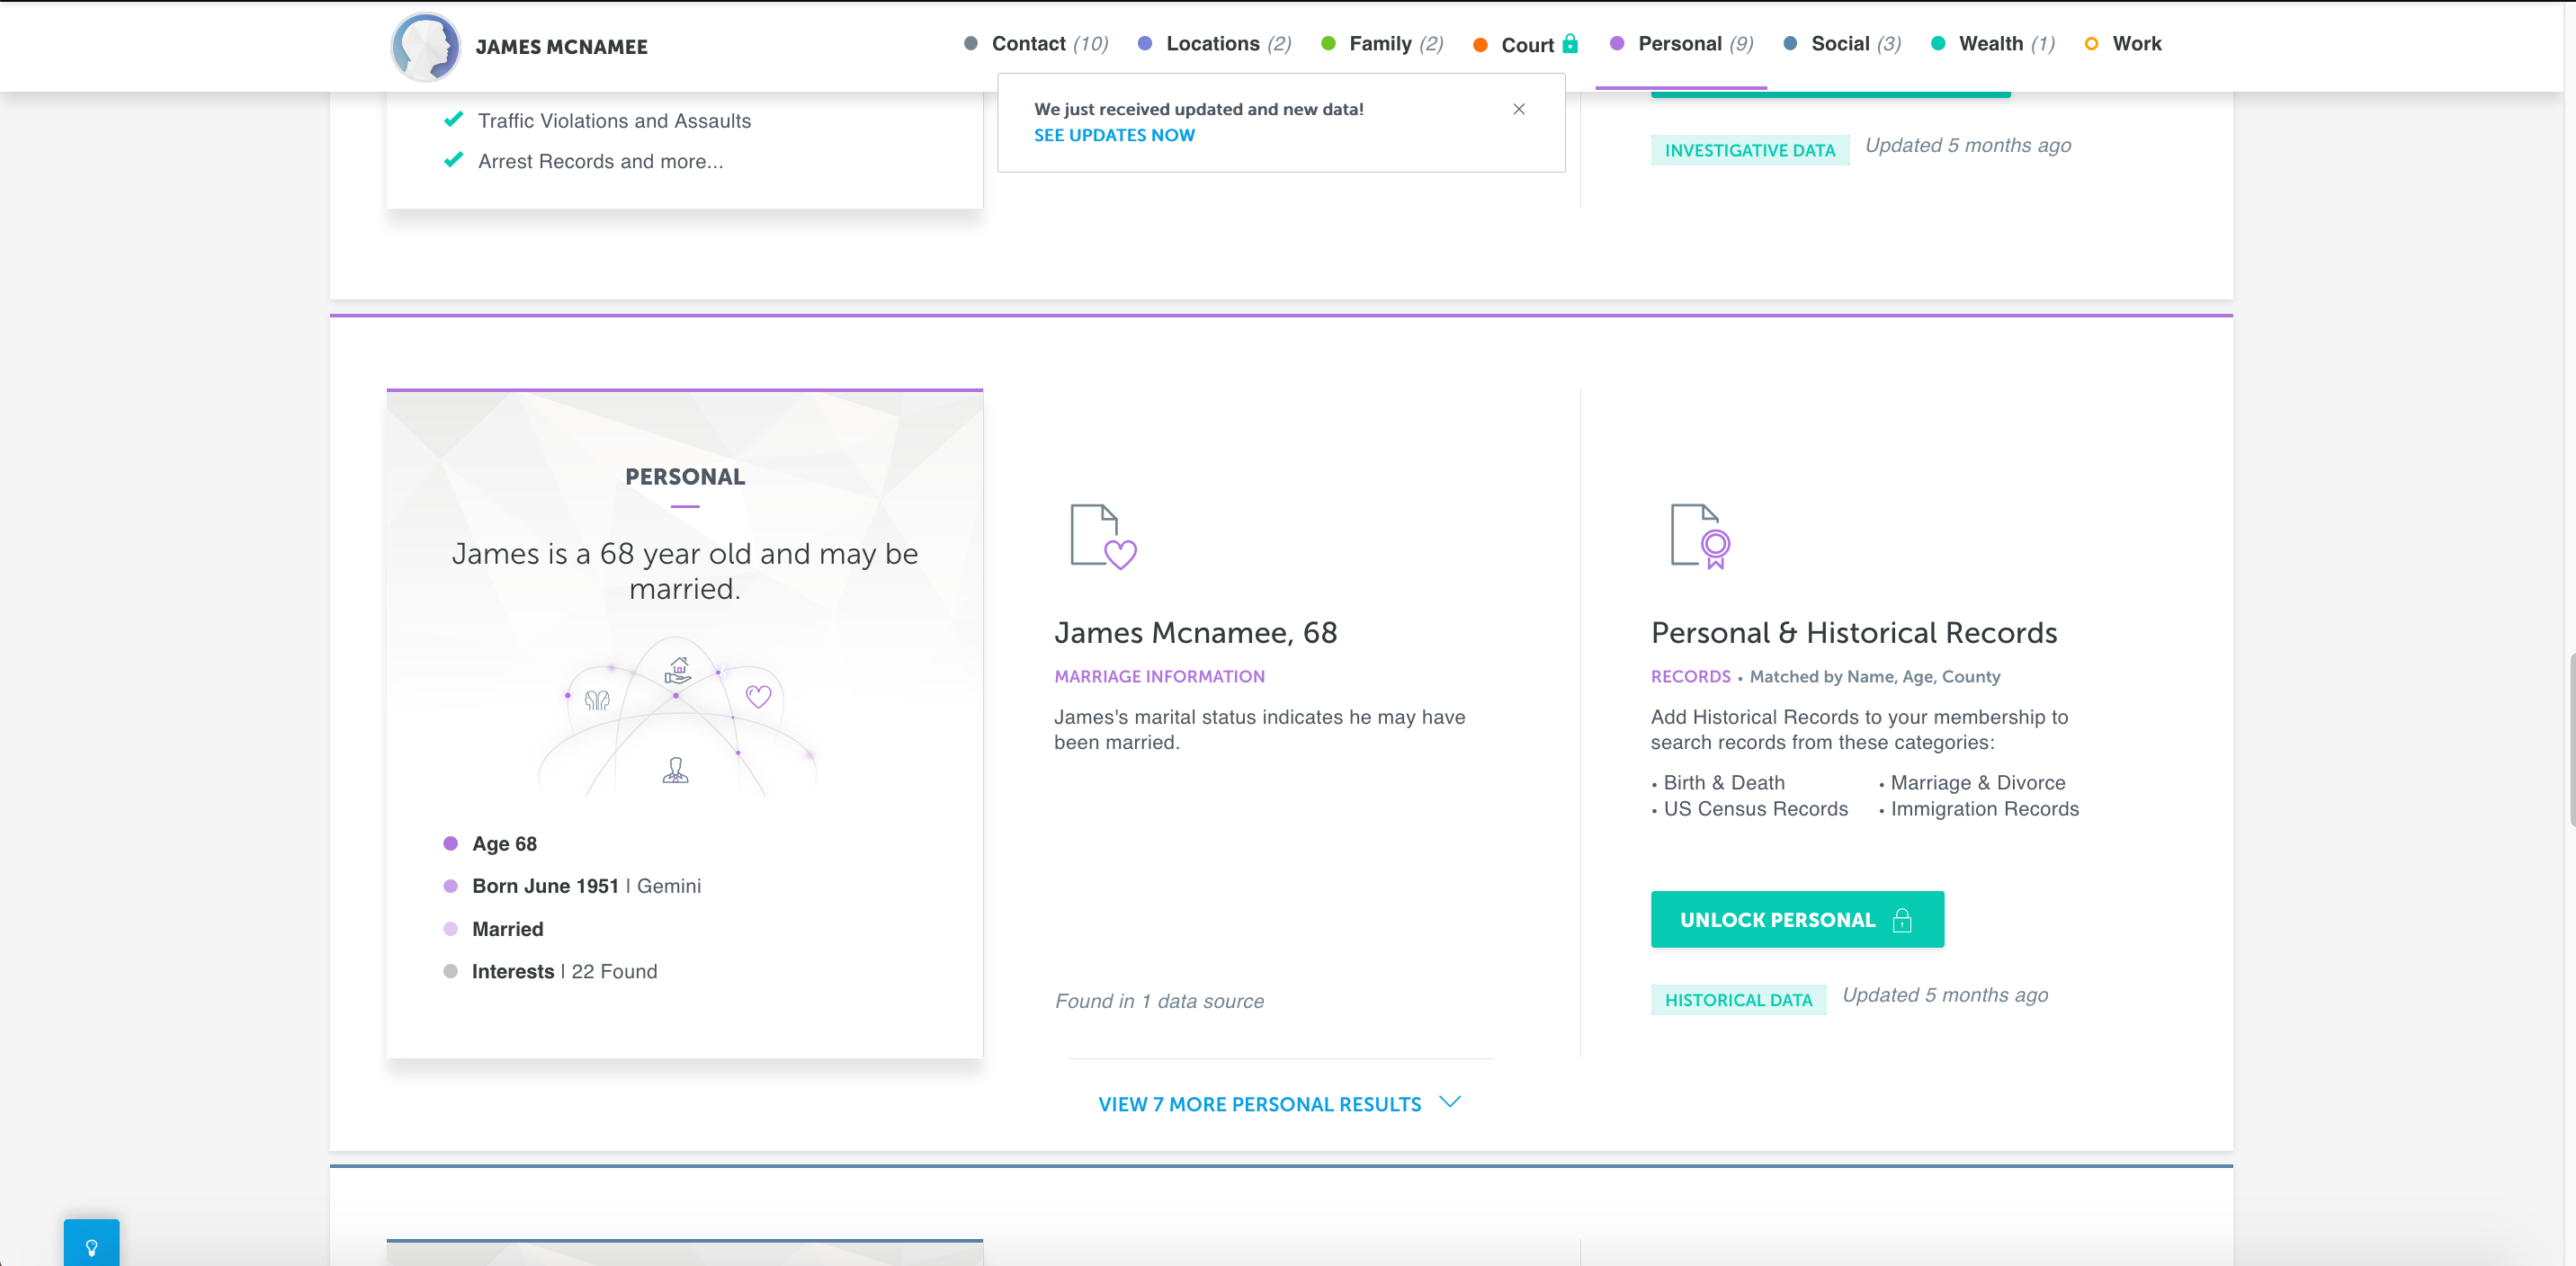 JAMES MCNAMEE
Contact (10) Locations (2) Family (2) Court Personal (9) Social (3) Wealth (1) Work
We just received updated and new data!
SEE UPDATES NOW
Traffic Violations and Assaults
Arrest Records and more...
INVESTIGATIVE DATA Updated 5 months ago
PERSONAL
James is a 68 year old and may be
married.
Age 68
Born June 1951 | Gemini
Married
Interests | 22 Found
James Mcnamee, 68
MARRIAGE INFORMATION
James's marital status indicates he may have
been married.
Found in 1 data source
VIEW 7 MORE PERSONAL RESULTS
Personal & Historical Records
RECORDS • Matched by Name, Age, County
Add Historical Records to your membership to
search records from these categories:
• Birth & Death • Marriage & Divorce
• US Census Records • Immigration Records
UNLOCK PERSONAL
HISTORICAL DATA Updated 5 months ago